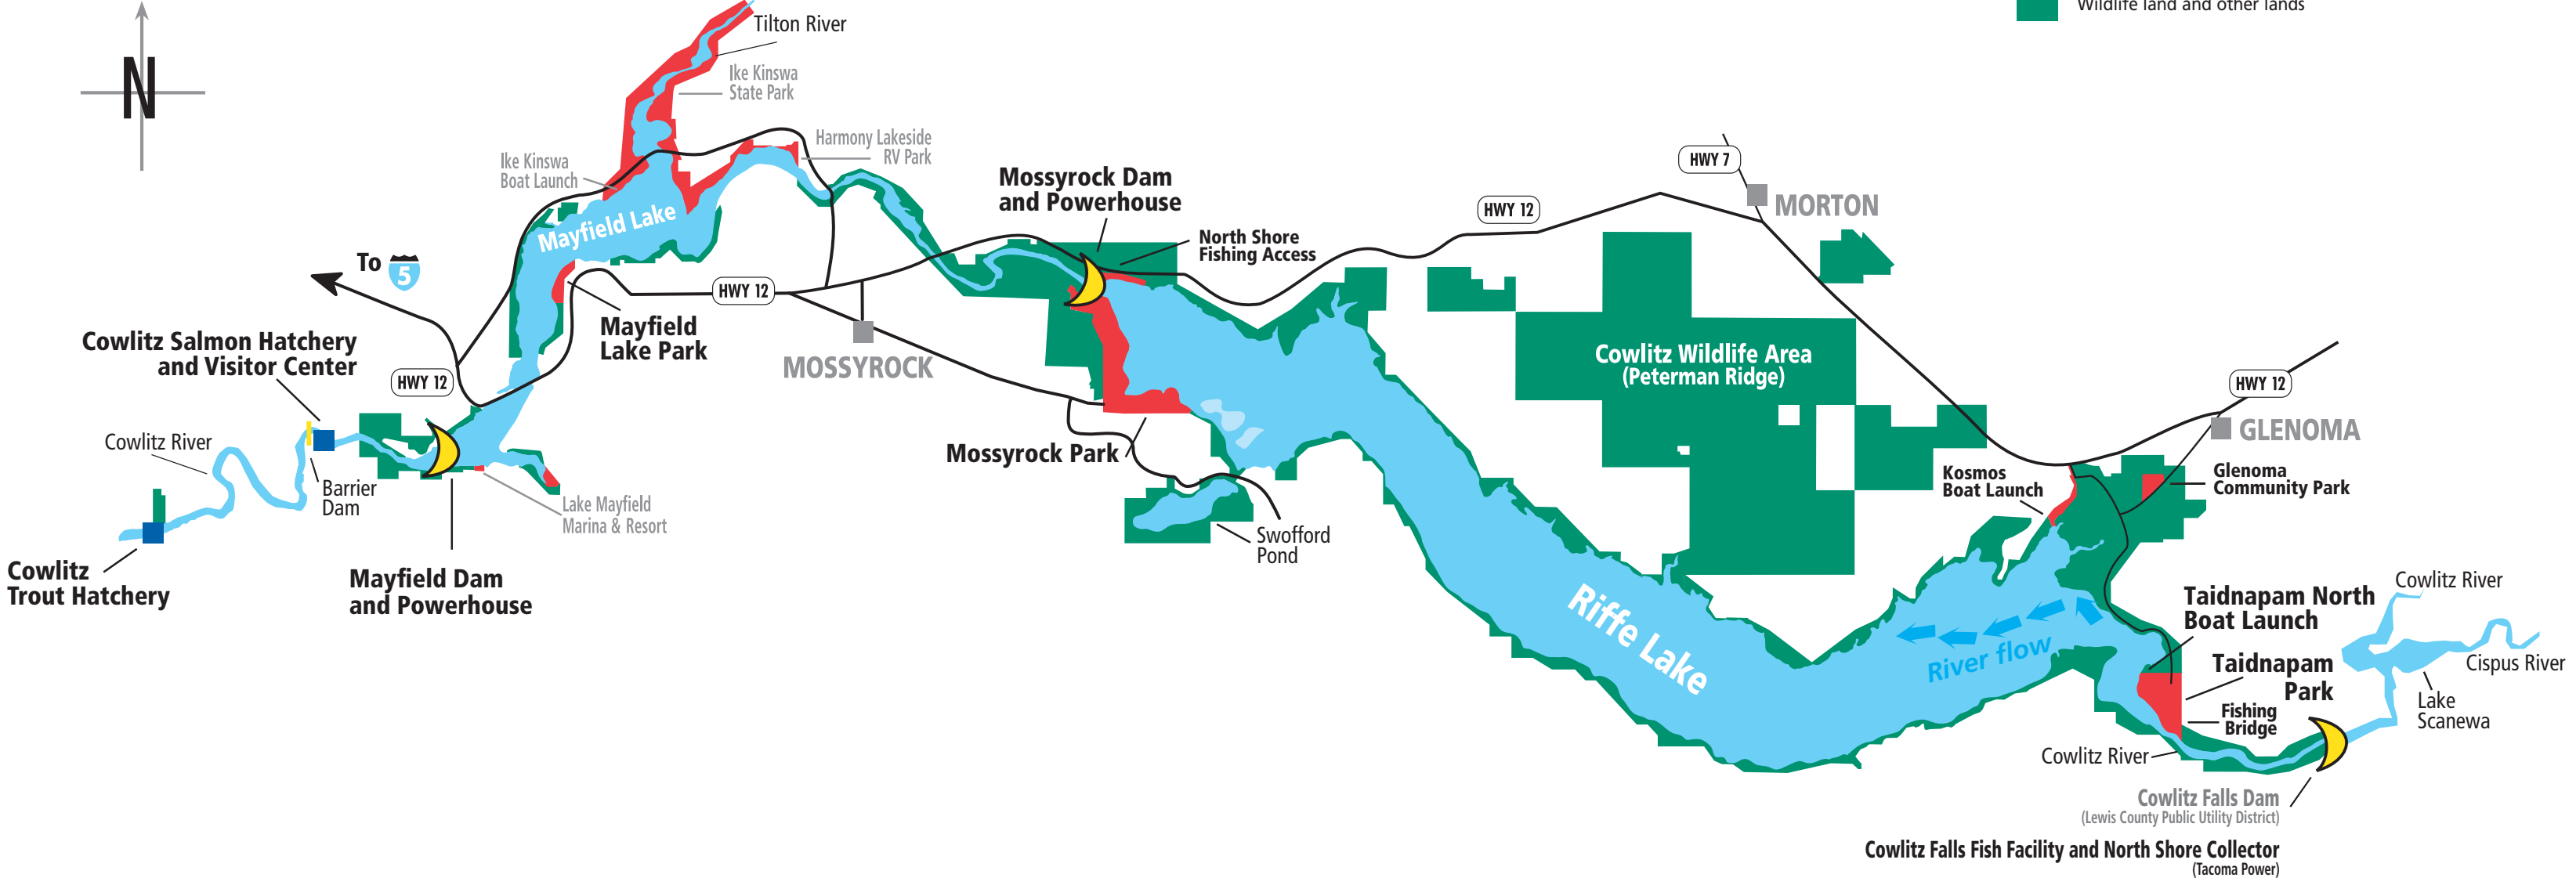 Wildlife land and other lands
N
Tilton River
Ike Kinswa
State Park
Harmony Lakeside
RV Park
Ike Kinswa
Boat Launch
Mayfield Lake
To 5
HWY 12
Mayfield
Lake Park
HWY 12
MOSSYROCK
Cowlitz Salmon Hatchery
and Visitor Center
Cowlitz River
Barrier
Dam
Cowlitz
Trout Hatchery
Mayfield Dam
and Powerhouse
Lake Mayfield
Marina & Resort
Mossyrock Dam
and Powerhouse
North Shore
Fishing Access
Mossyrock Park
Swofford
Pond
HWY 12
HWY 7
MORTON
Cowlitz Wildlife Area
(Peterman Ridge)
HWY 12
GLENOMA
Kosmos
Boat Launch
Glenoma
Community Park
Riffe Lake
River flow
Taidnapam North
Boat Launch
Taidnapam
Park
Fishing
Bridge
Cowlitz River
Cowlitz River
Cispus River
Lake
Scanewa
Cowlitz Falls Dam
(Lewis County Public Utility District)
Cowlitz Falls Fish Facility and North Shore Collector
(Tacoma Power)